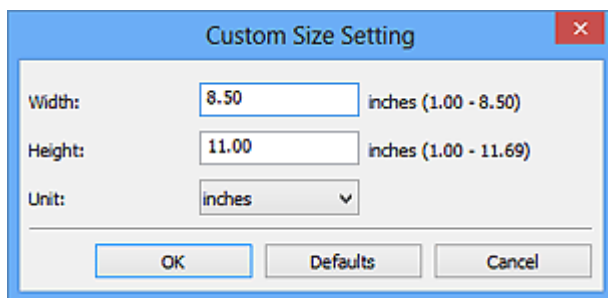 Custom Size Setting
Width: 8.50 inches (1.00 - 8.50)
Height: 11.00 inches (1.00 - 11.69)
Unit: inches
OK Defaults Cancel